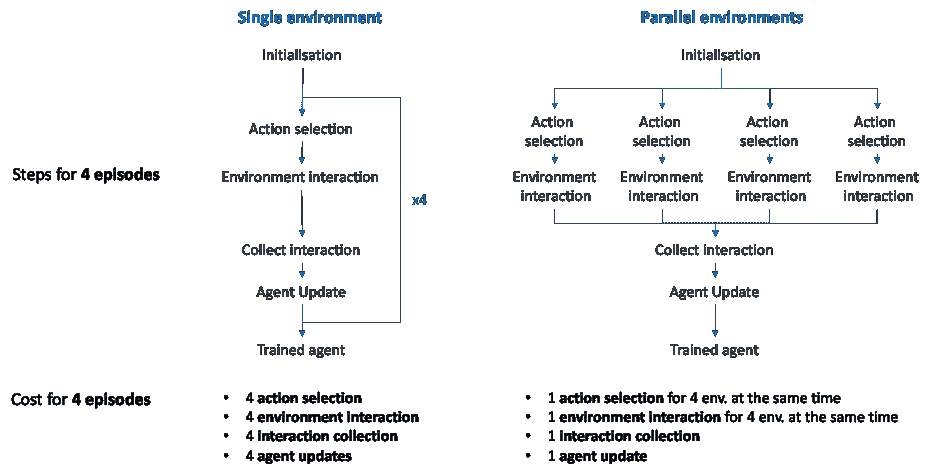 Single environment
Parallel environments
Initialisation
Initialisation
Action selection
Action selection
Action selection
Action selection
Action selection
Steps for 4 episodes
Environment interaction
Environment interaction
Environment interaction
Environment interaction
Environment interaction
x4
Collect interaction
Collect interaction
Agent Update
Agent Update
Trained agent
Trained agent
Cost for 4 episodes
• 4 action selection
• 4 environment interaction
• 4 interaction collection
• 4 agent updates
• 1 action selection for 4 env. at the same time
• 1 environment interaction for 4 env. at the same time
• 1 interaction collection
• 1 agent update